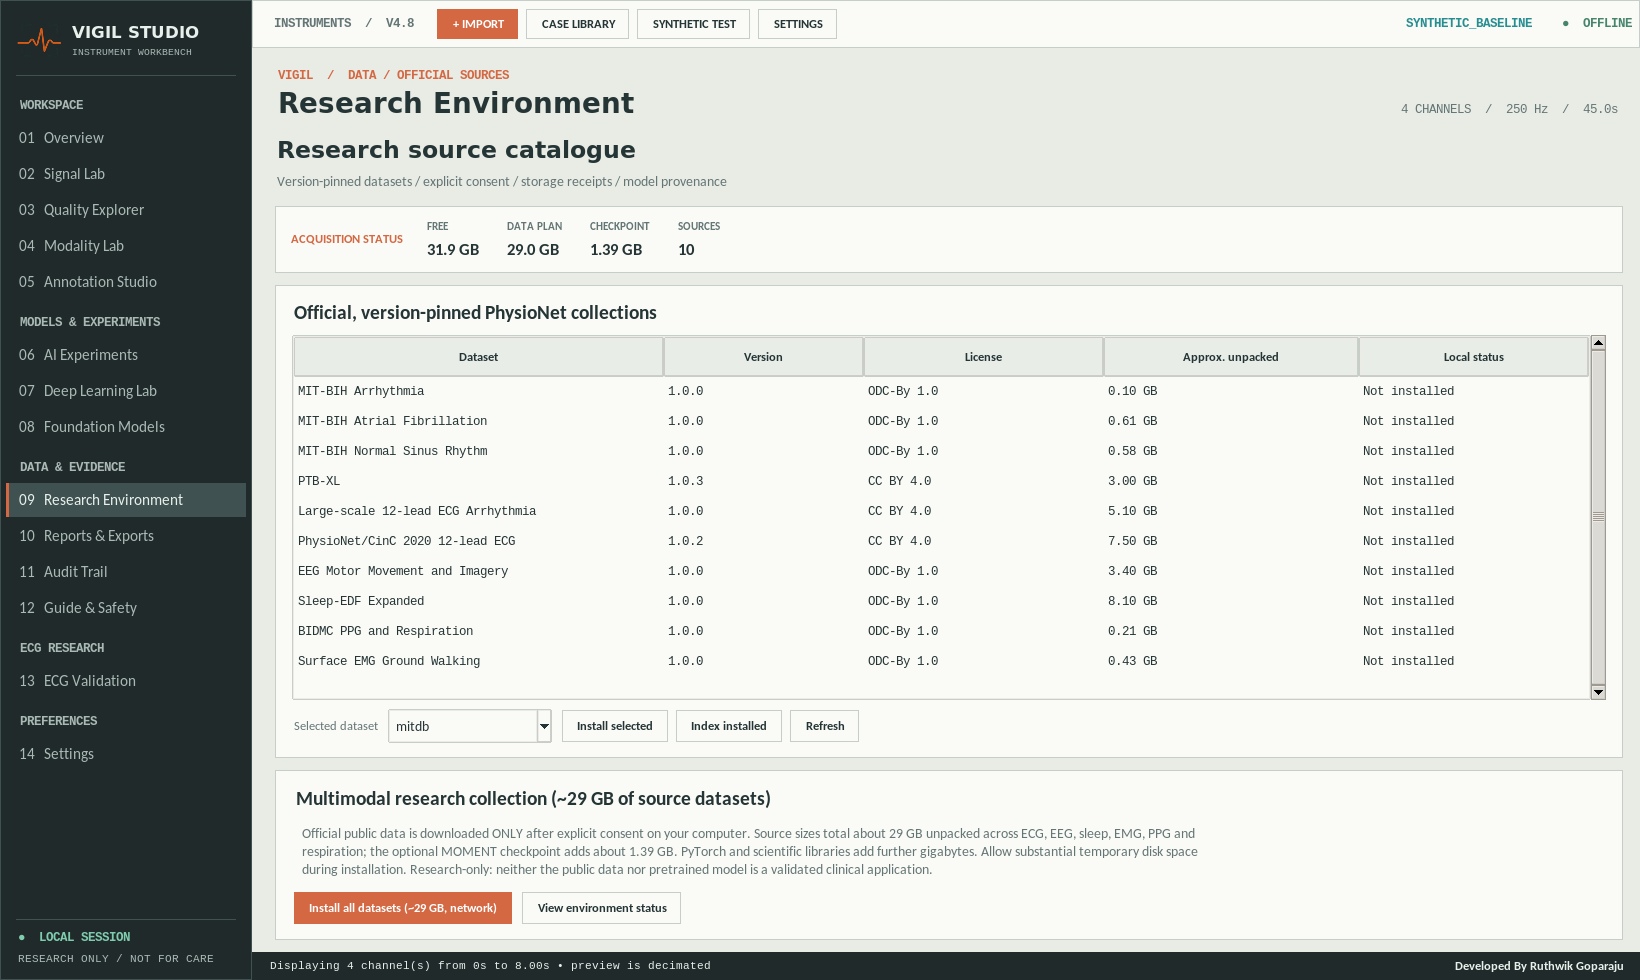 VIGIL STUDIO
INSTRUMENT WORKBENCH
WORKSPACE
01 Overview
02 Signal Lab
03 Quality Explorer
04 Modality Lab
05 Annotation Studio
MODELS & EXPERIMENTS
06 AI Experiments
07 Deep Learning Lab
08 Foundation Models
DATA & EVIDENCE
09 Research Environment
10 Reports & Exports
11 Audit Trail
12 Guide & Safety
ECG RESEARCH
13 ECG Validation
PREFERENCES
14 Settings
● LOCAL SESSION
RESEARCH ONLY / NOT FOR CARE
INSTRUMENTS / V4.8 + IMPORT CASE LIBRARY SYNTHETIC TEST SETTINGS SYNTHETIC_BASELINE ● OFFLINE
VIGIL / DATA / OFFICIAL SOURCES
Research Environment
4 CHANNELS / 250 Hz / 45.0s
Research source catalogue
Version-pinned datasets / explicit consent / storage receipts / model provenance
ACQUISITION STATUS
FREE DATA PLAN CHECKPOINT SOURCES
31.9 GB 29.0 GB 1.39 GB 10
Official, version-pinned PhysioNet collections
Dataset Version License Approx. unpacked Local status
MIT-BIH Arrhythmia 1.0.0 ODC-By 1.0 0.10 GB Not installed
MIT-BIH Atrial Fibrillation 1.0.0 ODC-By 1.0 0.61 GB Not installed
MIT-BIH Normal Sinus Rhythm 1.0.0 ODC-By 1.0 0.58 GB Not installed
PTB-XL 1.0.3 CC BY 4.0 3.00 GB Not installed
Large-scale 12-lead ECG Arrhythmia 1.0.0 CC BY 4.0 5.10 GB Not installed
PhysioNet/CinC 2020 12-lead ECG 1.0.2 CC BY 4.0 7.50 GB Not installed
EEG Motor Movement and Imagery 1.0.0 ODC-By 1.0 3.40 GB Not installed
Sleep-EDF Expanded 1.0.0 ODC-By 1.0 8.10 GB Not installed
BIDMC PPG and Respiration 1.0.0 ODC-By 1.0 0.21 GB Not installed
Surface EMG Ground Walking 1.0.0 ODC-By 1.0 0.43 GB Not installed
Selected dataset mitdb Install selected Index installed Refresh
Multimodal research collection (~29 GB of source datasets)
Official public data is downloaded ONLY after explicit consent on your computer. Source sizes total about 29 GB unpacked across ECG, EEG, sleep, EMG, PPG and
respiration; the optional MOMENT checkpoint adds about 1.39 GB. PyTorch and scientific libraries add further gigabytes. Allow substantial temporary disk space
during installation. Research-only: neither the public data nor pretrained model is a validated clinical application.
Install all datasets (~29 GB, network) View environment status
Displaying 4 channel(s) from 0s to 8.00s • preview is decimated
Developed By Ruthwik Goparaju